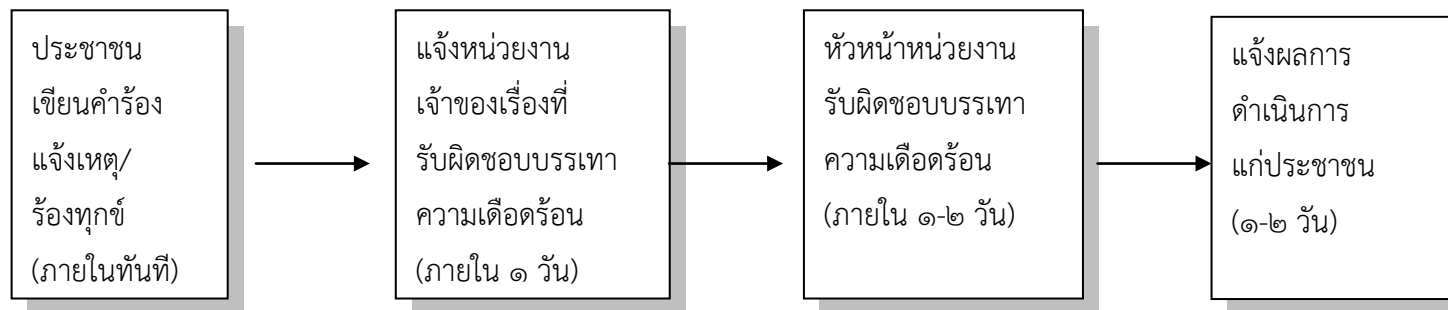 ประชาชน
เขียนคำร้อง
แจ้งเหตุ/
ร้องทุกข์
(ภายในทันที)
แจ้งหน่วยงาน
เจ้าของเรื่องที่
รับผิดชอบบรรเทา
ความเดือดร้อน
(ภายใน ๑ วัน)
หัวหน้าหน่วยงาน
รับผิดชอบบรรเทา
ความเดือดร้อน
(ภายใน ๑-๒ วัน)
แจ้งผลการ
ดำเนินการ
แก่ประชาชน
(๑-๒ วัน)